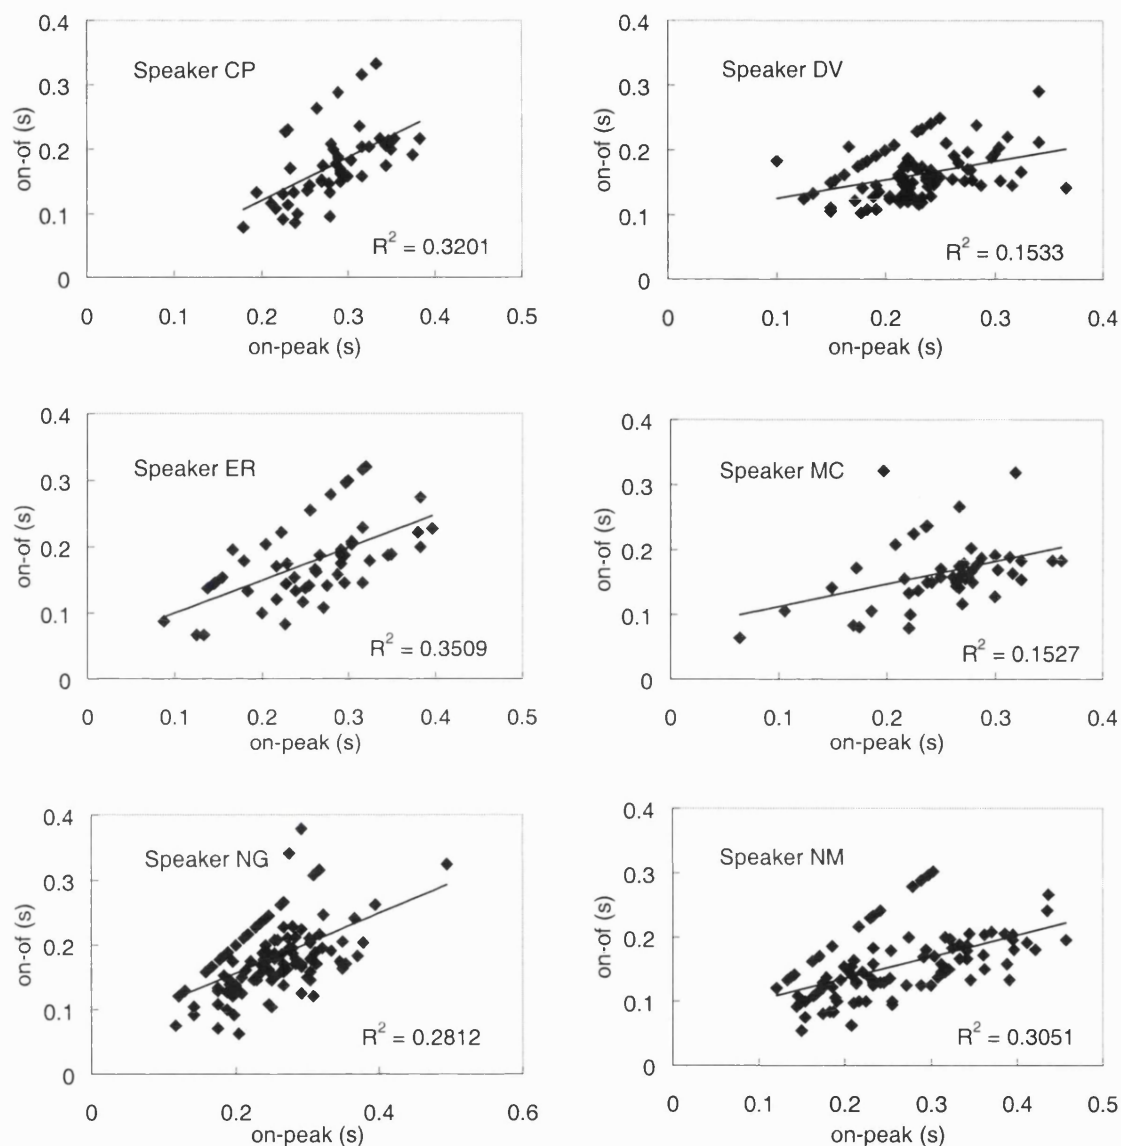 0.4
0.3
0.2
0.1
0
on-of (s)
Speaker CP
R² = 0.3201
0 0.1 0.2 0.3 0.4 0.5
on-peak (s)
0.4
0.3
0.2
0.1
0
on-of (s)
Speaker DV
R² = 0.1533
0 0.1 0.2 0.3 0.4
on-peak (s)
0.4
0.3
0.2
0.1
0
on-of (s)
Speaker ER
R² = 0.3509
0 0.1 0.2 0.3 0.4 0.5
on-peak (s)
0.4
0.3
0.2
0.1
0
on-of (s)
Speaker MC
R² = 0.1527
0 0.1 0.2 0.3 0.4
on-peak (s)
0.4
0.3
0.2
0.1
0
on-of (s)
Speaker NG
R² = 0.2812
0 0.2 0.4 0.6
on-peak (s)
0.4
0.3
0.2
0.1
0
on-of (s)
Speaker NM
R² = 0.3051
0 0.1 0.2 0.3 0.4 0.5
on-peak (s)